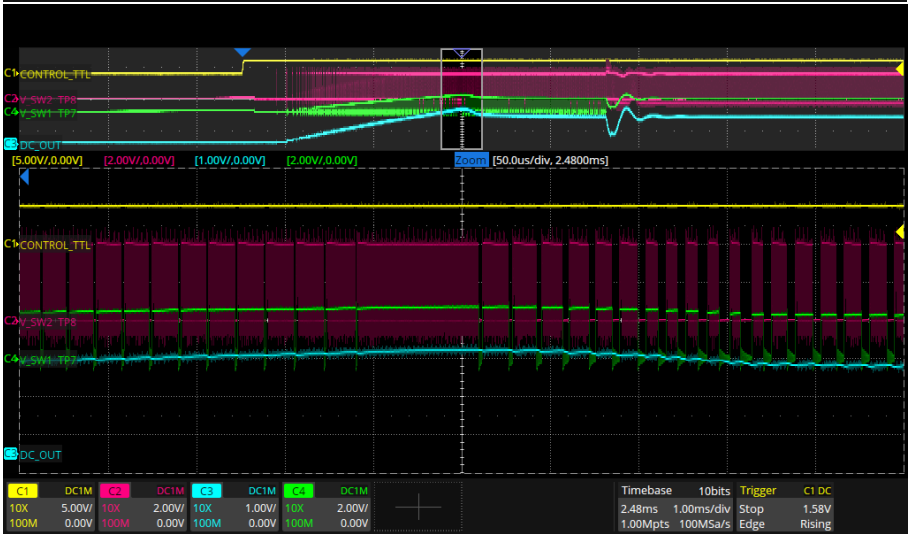 C1 CONTROL_TTL
C2 V_SW2_TP8
C4 V_SW1_TP7
C3 DC_OUT
[5.00V/,0.00V] [2.00V/,0.00V] [1.00V/,0.00V] [2.00V/,0.00V] Zoom [50.0us/div, 2.4800ms]
C1 CONTROL_TTL
C2 V_SW2_TP8
C4 V_SW1_TP7
C3 DC_OUT
C1 DC1M C2 DC1M C3 DC1M C4 DC1M Timebase 10bits Trigger C1 DC
10X 5.00V/ 10X 2.00V/ 10X 1.00V/ 10X 2.00V/ 2.48ms 1.00ms/div Stop 1.58V
100M 0.00V 100M 0.00V 100M 0.00V 100M 0.00V 1.00Mpts 100MSa/s Edge Rising